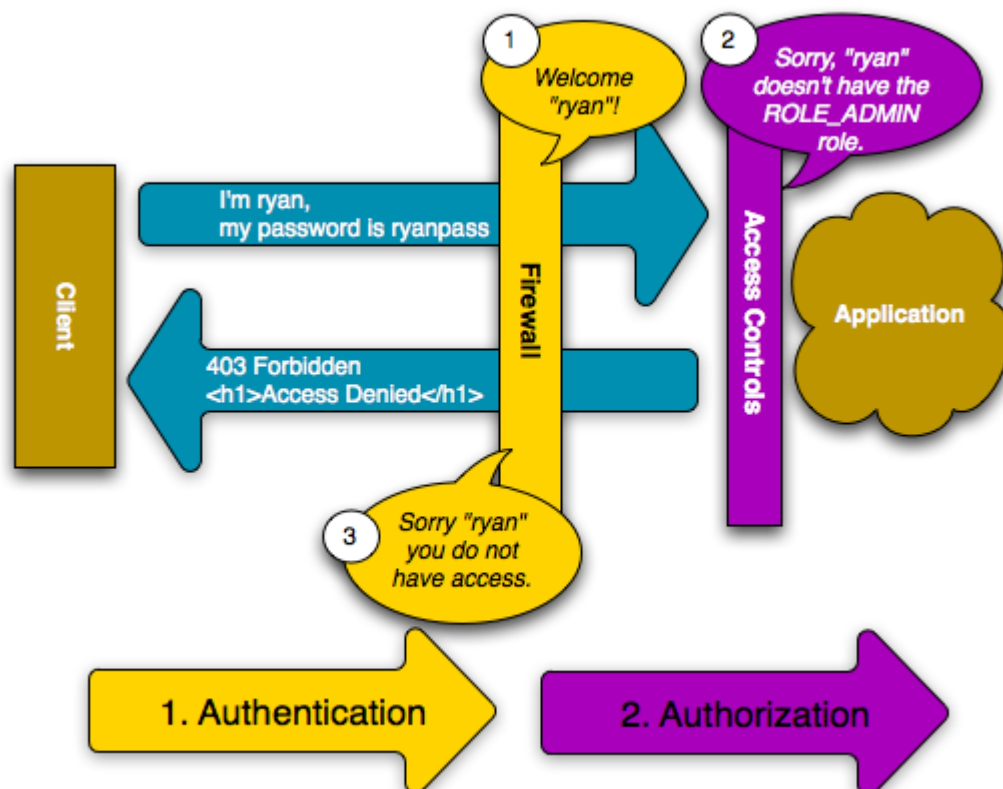 1
Welcome
"ryan"!
2
Sorry, "ryan"
doesn't have the
ROLE_ADMIN
role.
I'm ryan,
my password is ryanpass
Client
Firewall
Access Controls
Application
403 Forbidden
<h1>Access Denied</h1>
3
Sorry "ryan"
you do not
have access.
1. Authentication
2. Authorization